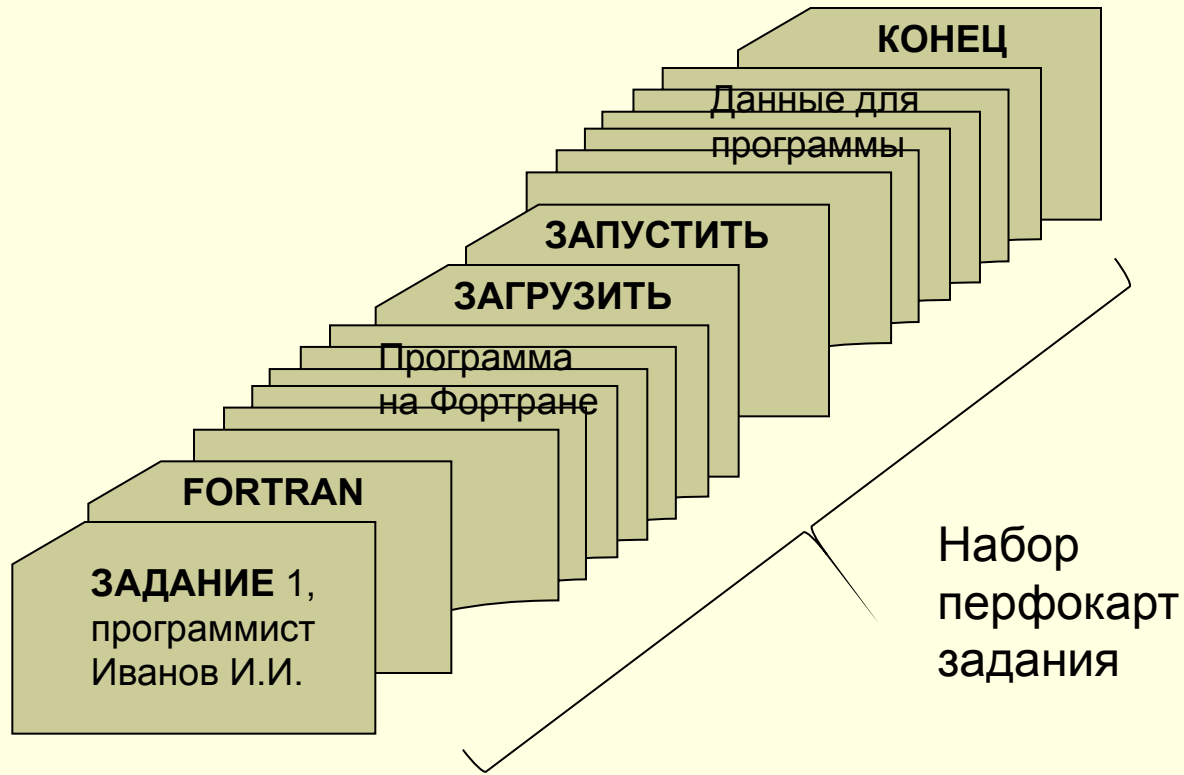 КОНЕЦ
Данные для
программы
ЗАПУСТИТЬ
ЗАГРУЗИТЬ
Программа
на Фортране
FORTRAN
ЗАДАНИЕ 1,
программист
Иванов И.И.
Набор
перфокарт
задания